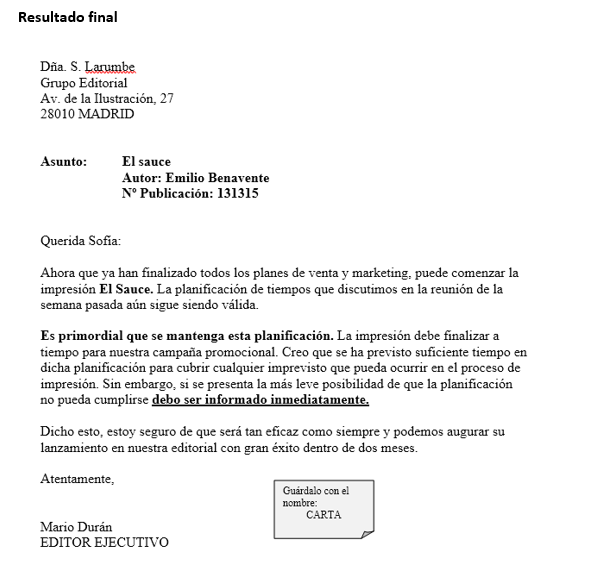 Resultado final
Dña. S. Larumbe
Grupo Editorial
Av. de la Ilustración, 27
28010 MADRID
Asunto: El sauce
Autor: Emilio Benavente
Nº Publicación: 131315
Querida Sofía:
Ahora que ya han finalizado todos los planes de venta y marketing, puede comenzar la
impresión El Sauce. La planificación de tiempos que discutimos en la reunión de la
semana pasada aún sigue siendo válida.
Es primordial que se mantenga esta planificación. La impresión debe finalizar a
tiempo para nuestra campaña promocional. Creo que se ha previsto suficiente tiempo en
dicha planificación para cubrir cualquier imprevisto que pueda ocurrir en el proceso de
impresión. Sin embargo, si se presenta la más leve posibilidad de que la planificación
no pueda cumplirse debo ser informado inmediatamente.
Dicho esto, estoy seguro de que será tan eficaz como siempre y podemos augurar su
lanzamiento en nuestra editorial con gran éxito dentro de dos meses.
Atentamente,
Guárdalo con el
nombre:
CARTA
Mario Durán
EDITOR EJECUTIVO